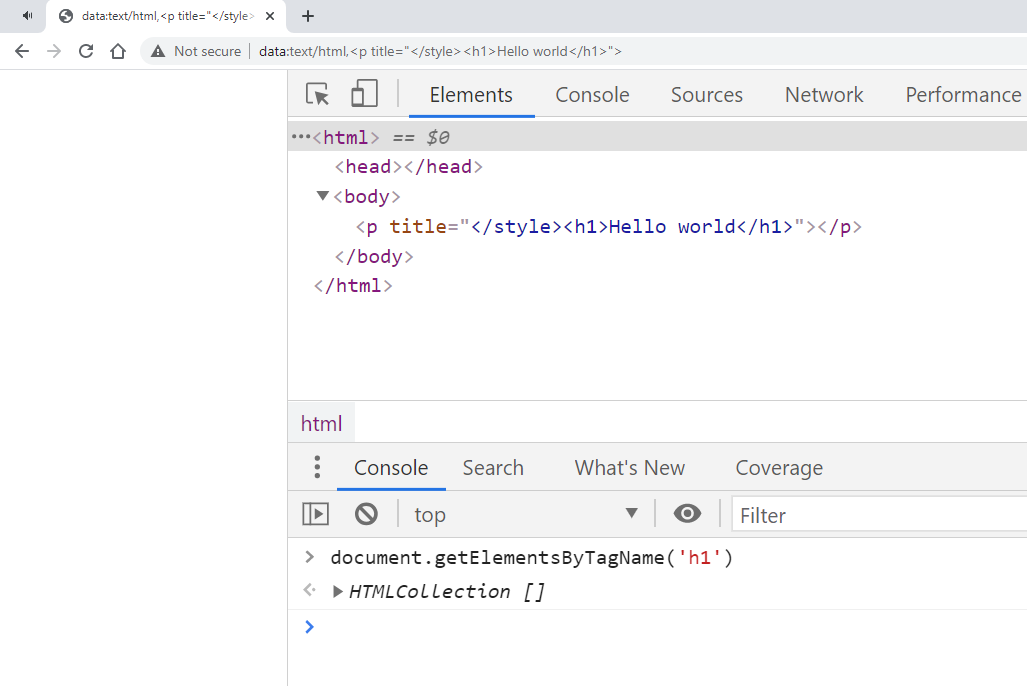 data:text/html,<p title="</style>
Not secure data:text/html,<p title="</style><h1>Hello world</h1>">
Elements Console Sources Network Performance
<html> == $0
<head></head>
<body>
<p title="</style><h1>Hello world</h1>"></p>
</body>
</html>
html
Console Search What's New Coverage
top Filter
document.getElementsByTagName('h1')
HTMLCollection []